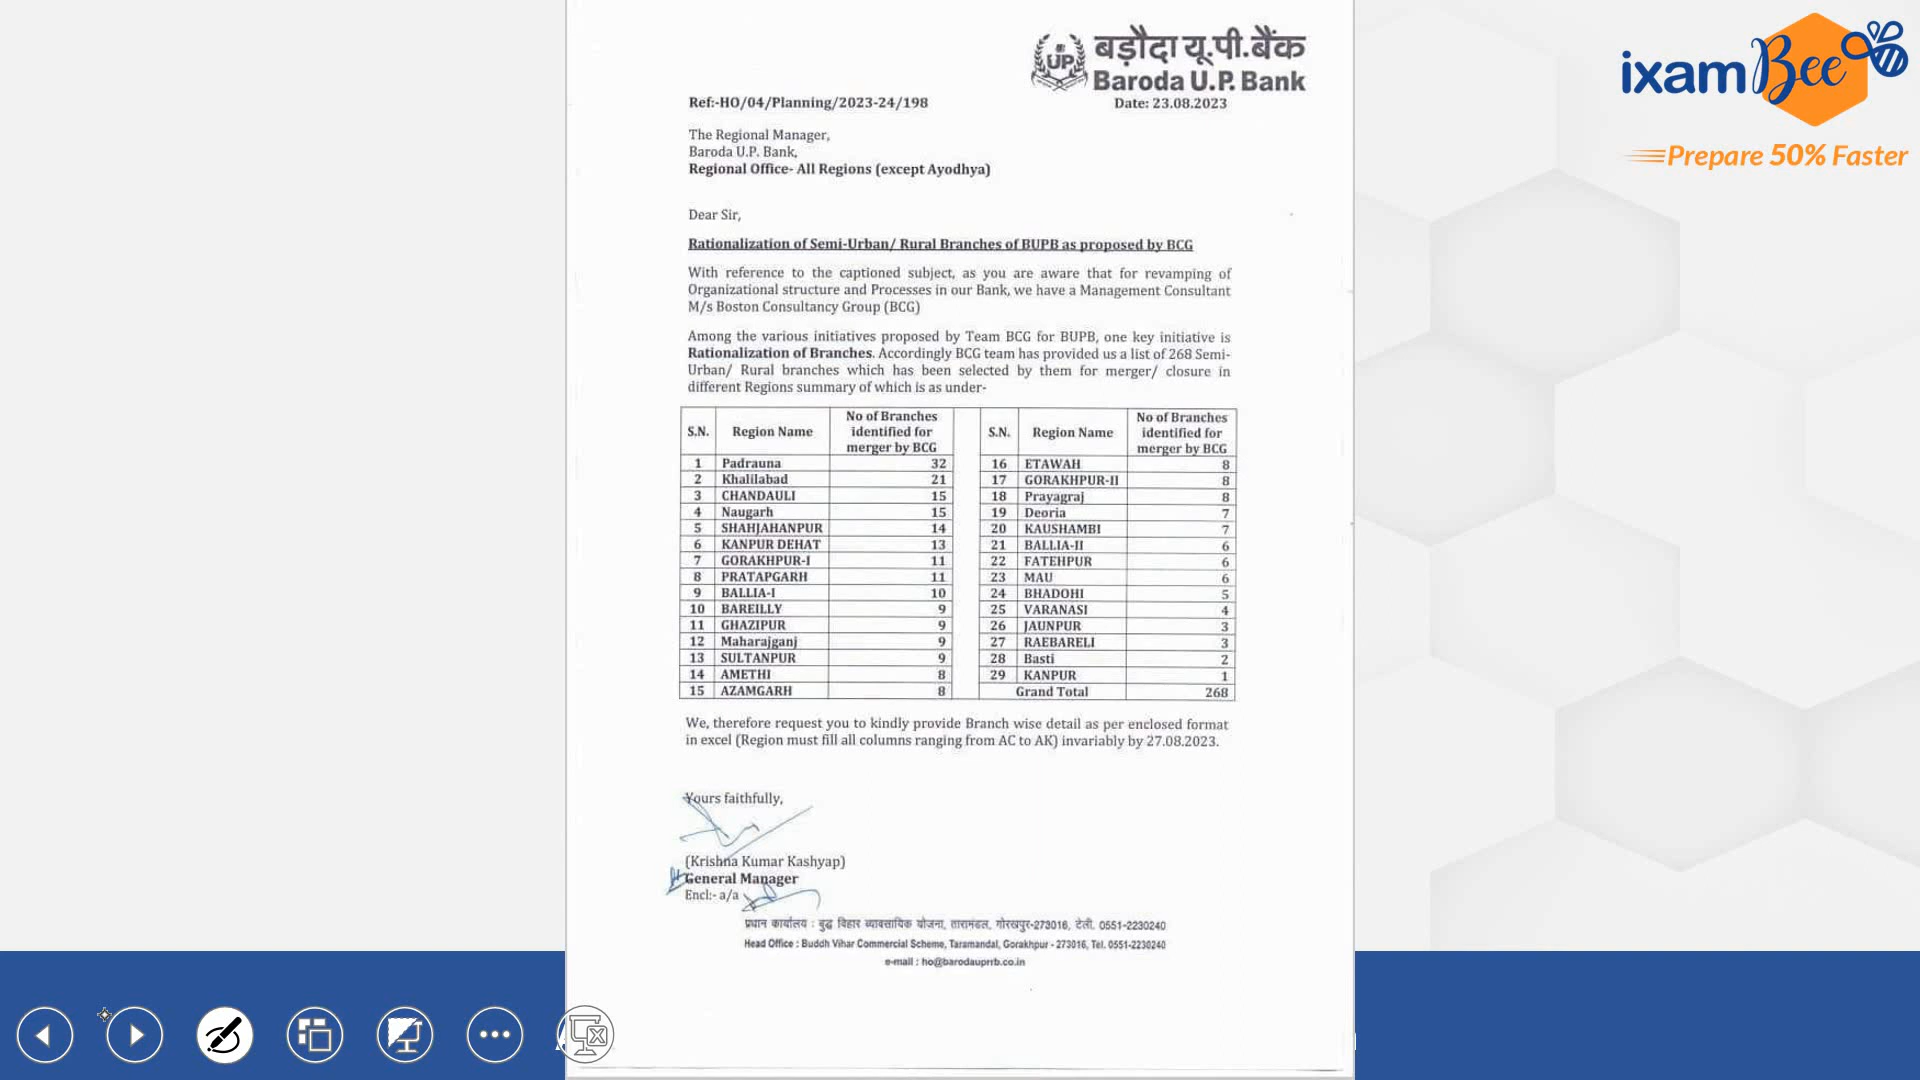 बड़ौदा यू.पी.बैंक
Baroda U.P. Bank
UP
ixamBee
Prepare 50% Faster
Ref:-HO/04/Planning/2023-24/198
Date: 23.08.2023
The Regional Manager,
Baroda U.P. Bank,
Regional Office- All Regions (except Ayodhya)
Dear Sir,
Rationalization of Semi-Urban/ Rural Branches of BUPB as proposed by BCG
With reference to the captioned subject, as you are aware that for revamping of
Organizational structure and Processes in our Bank, we have a Management Consultant
M/s Boston Consultancy Group (BCG)
Among the various initiatives proposed by Team BCG for BUPB, one key initiative is
Rationalization of Branches. Accordingly BCG team has provided us a list of 268 Semi-
Urban/ Rural branches which has been selected by them for merger/ closure in
different Regions summary of which is as under-
S.N. Region Name No of Branches identified for merger by BCG S.N. Region Name No of Branches identified for merger by BCG
1 Padrauna 32 16 ETAWAH 8
2 Khalilabad 21 17 GORAKHPUR-II 8
3 CHANDAULI 15 18 Prayagraj 8
4 Naugarh 15 19 Deoria 7
5 SHAHJAHANPUR 14 20 KAUSHAMBI 7
6 KANPUR DEHAT 13 21 BALLIA-II 6
7 GORAKHPUR-I 11 22 FATEHPUR 6
8 PRATAPGARH 11 23 MAU 6
9 BALLIA-I 10 24 BHADOHI 5
10 BAREILLY 9 25 VARANASI 4
11 GHAZIPUR 9 26 JAUNPUR 3
12 Maharajganj 9 27 RAEBARELI 3
13 SULTANPUR 9 28 Basti 2
14 AMETHI 8 29 KANPUR 1
15 AZAMGARH 8 Grand Total 268
We, therefore request you to kindly provide Branch wise detail as per enclosed format
in excel (Region must fill all columns ranging from AC to AK) invariably by 27.08.2023.
Yours faithfully,
(Krishna Kumar Kashyap)
General Manager
Encl:- a/a
प्रधान कार्यालय : बुद्ध विहार व्यावसायिक योजना, तारामंडल, गोरखपुर-273016, टेली. 0551-2230240
Head Office : Buddh Vihar Commercial Scheme, Taramandal, Gorakhpur - 273016, Tel. 0551-2230240
e-mail : ho@barodauprrb.co.in